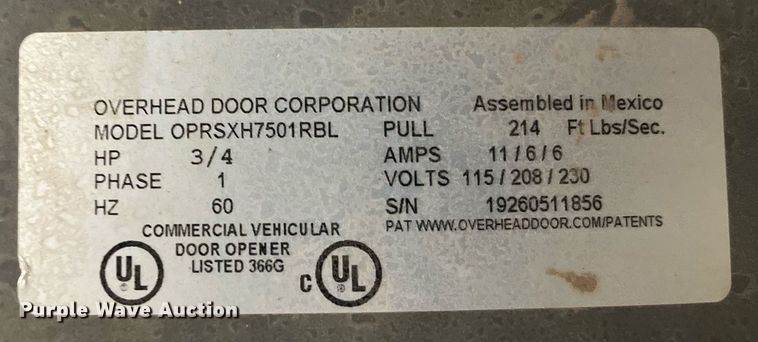 OVERHEAD DOOR CORPORATION Assembled in Mexico
MODEL OPRSXH7501RBL PULL 214 Ft Lbs/Sec.
HP 3/4 AMPS 11/6/6
PHASE 1 VOLTS 115/208/230
HZ 60 S/N 19260511856
PAT WWW.OVERHEADDOOR.COM/PATENTS
COMMERCIAL VEHICULAR
DOOR OPENER
LISTED 366G
UL
C UL
Purple Wave Auction